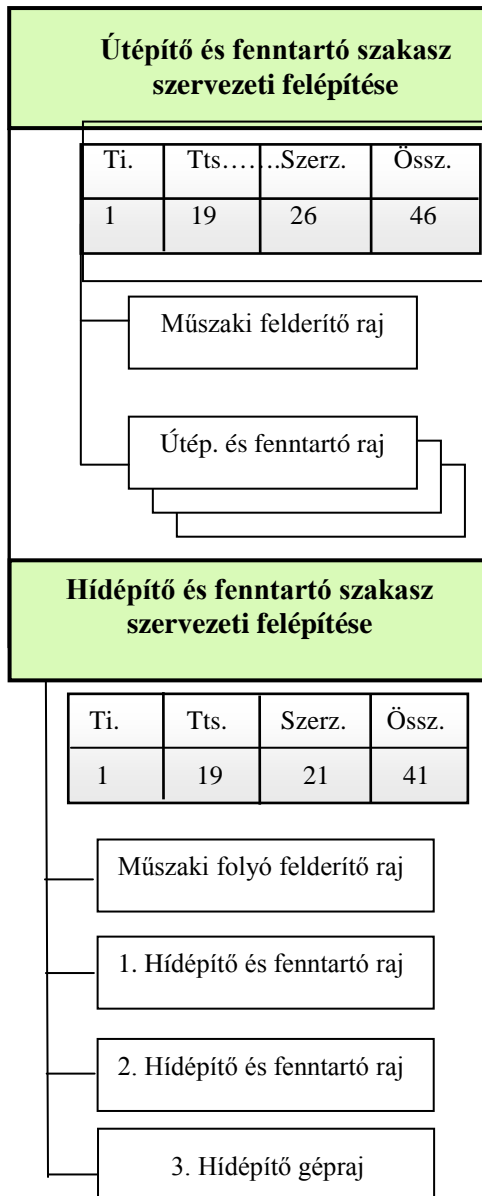 Útépítő és fenntartó szakasz
szervezeti felépítése
Ti. Tts.……..Szerz. Össz.
1 19 26 46
Műszaki felderítő raj
Útép. és fenntartó raj
Hídépítő és fenntartó szakasz
szervezeti felépítése
Ti. Tts. Szerz. Össz.
1 19 21 41
Műszaki folyó felderítő raj
1. Hídépítő és fenntartó raj
2. Hídépítő és fenntartó raj
3. Hídépítő gépraj